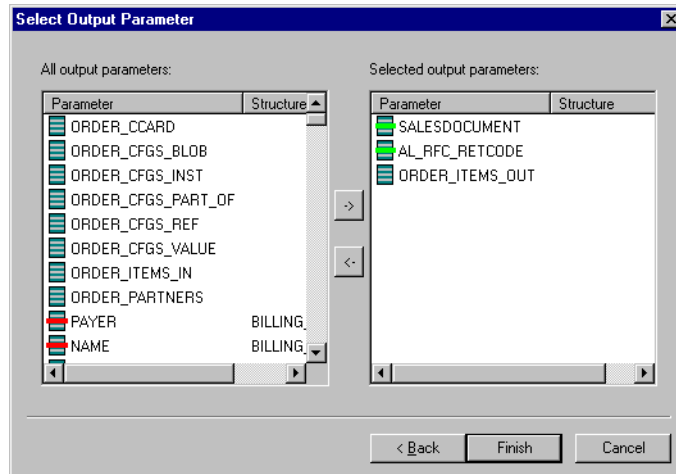 Select Output Parameter
All output parameters:
Parameter Structure
ORDER_CCARD
ORDER_CFGS_BLOB
ORDER_CFGS_INST
ORDER_CFGS_PART_OF
ORDER_CFGS_REF
ORDER_CFGS_VALUE
ORDER_ITEMS_IN
ORDER_PARTNERS
PAYER BILLING_
NAME BILLING_
->
<-
Selected output parameters:
Parameter Structure
SALESDOCUMENT
AL_RFC_RETCODE
ORDER_ITEMS_OUT
< Back Finish Cancel